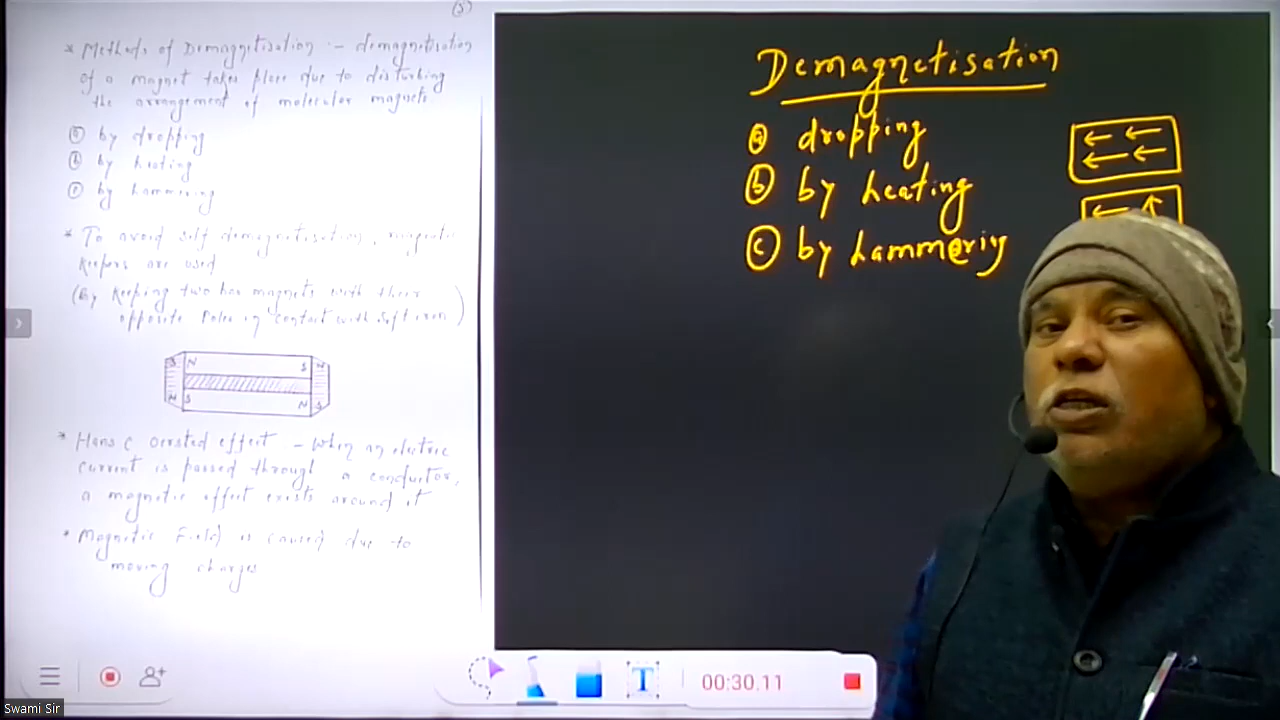 (5)
* Methods of Demagnetisation :- demagnetisation
of a magnet takes place due to disturbing
the arrangement of molecular magnets
(a) by dropping
(b) by heating
(c) by hammering
* To avoid self demagnetisation, magnetic
keepers are used
(By keeping two bar magnets with their
opposite Poles in contact with soft iron)
S N S N
N S N S
* Hans C Oersted effect - When an electric
current is passed through a conductor,
a magnetic effect exists around it
* Magnetic Field is caused due to
moving charges
Demagnetisation
(a) dropping
(b) by heating
(c) by hammering
T
00:30.11
Swami Sir